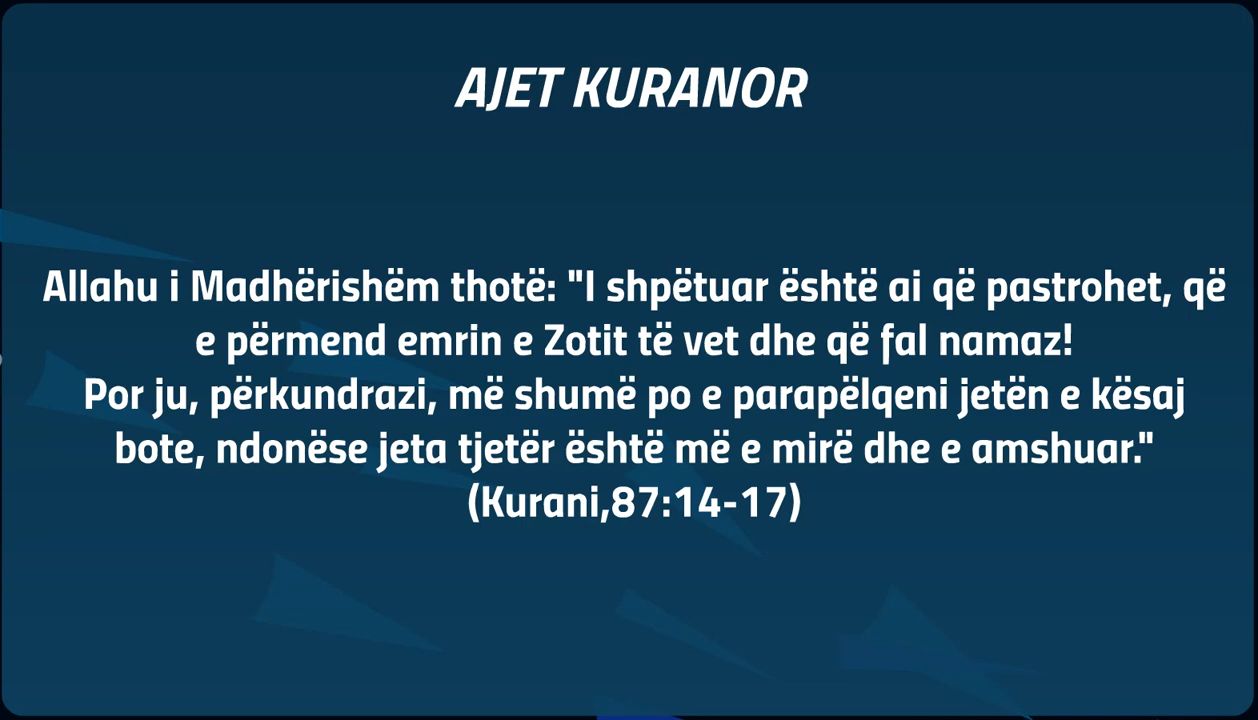 AJET KURANOR
Allahu i Madhërishëm thotë: "I shpëtuar është ai që pastrohet, që
e përmend emrin e Zotit të vet dhe që fal namaz!
Por ju, përkundrazi, më shumë po e parapëlqeni jetën e kësaj
bote, ndonëse jeta tjetër është më e mirë dhe e amshuar."
(Kurani,87:14-17)